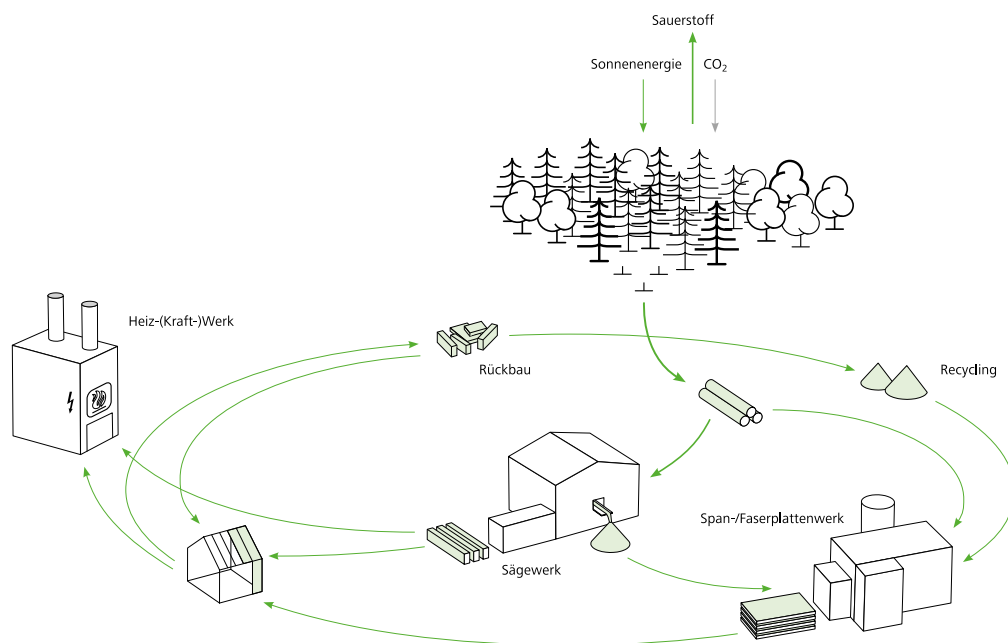 Sauerstoff
Sonnenenergie
CO₂
Heiz-(Kraft-)Werk
Rückbau
Recycling
Span-/Faserplattenwerk
Sägewerk